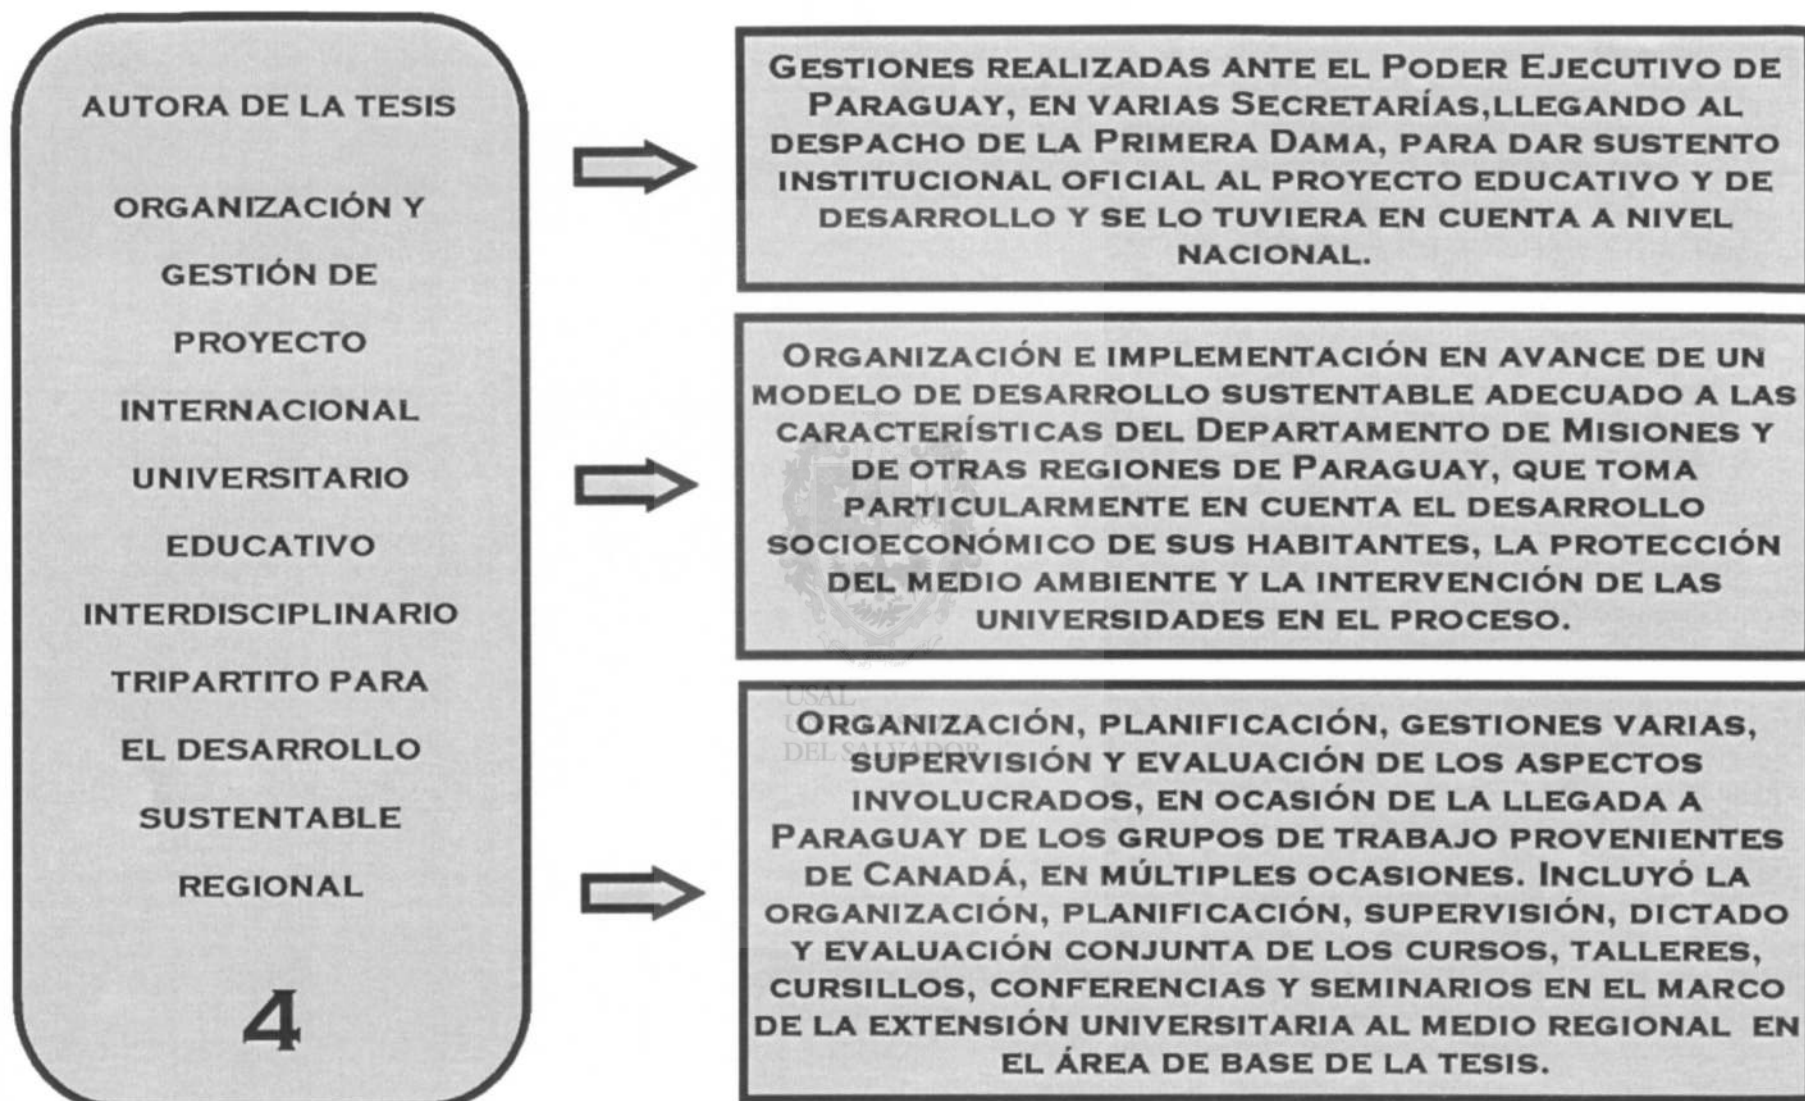 AUTORA DE LA TESIS
ORGANIZACIÓN Y
GESTIÓN DE
PROYECTO
INTERNACIONAL
UNIVERSITARIO
EDUCATIVO
INTERDISCIPLINARIO
TRIPARTITO PARA
EL DESARROLLO
SUSTENTABLE
REGIONAL
4
GESTIONES REALIZADAS ANTE EL PODER EJECUTIVO DE
PARAGUAY, EN VARIAS SECRETARÍAS,LLEGANDO AL
DESPACHO DE LA PRIMERA DAMA, PARA DAR SUSTENTO
INSTITUCIONAL OFICIAL AL PROYECTO EDUCATIVO Y DE
DESARROLLO Y SE LO TUVIERA EN CUENTA A NIVEL
NACIONAL.
ORGANIZACIÓN E IMPLEMENTACIÓN EN AVANCE DE UN
MODELO DE DESARROLLO SUSTENTABLE ADECUADO A LAS
CARACTERÍSTICAS DEL DEPARTAMENTO DE MISIONES Y
DE OTRAS REGIONES DE PARAGUAY, QUE TOMA
PARTICULARMENTE EN CUENTA EL DESARROLLO
SOCIOECONÓMICO DE SUS HABITANTES, LA PROTECCIÓN
DEL MEDIO AMBIENTE Y LA INTERVENCIÓN DE LAS
UNIVERSIDADES EN EL PROCESO.
USAL
DEL SALVADOR
ORGANIZACIÓN, PLANIFICACIÓN, GESTIONES VARIAS,
SUPERVISIÓN Y EVALUACIÓN DE LOS ASPECTOS
INVOLUCRADOS, EN OCASIÓN DE LA LLEGADA A
PARAGUAY DE LOS GRUPOS DE TRABAJO PROVENIENTES
DE CANADÁ, EN MÚLTIPLES OCASIONES. INCLUYÓ LA
ORGANIZACIÓN, PLANIFICACIÓN, SUPERVISIÓN, DICTADO
Y EVALUACIÓN CONJUNTA DE LOS CURSOS, TALLERES,
CURSILLOS, CONFERENCIAS Y SEMINARIOS EN EL MARCO
DE LA EXTENSIÓN UNIVERSITARIA AL MEDIO REGIONAL EN
EL ÁREA DE BASE DE LA TESIS.